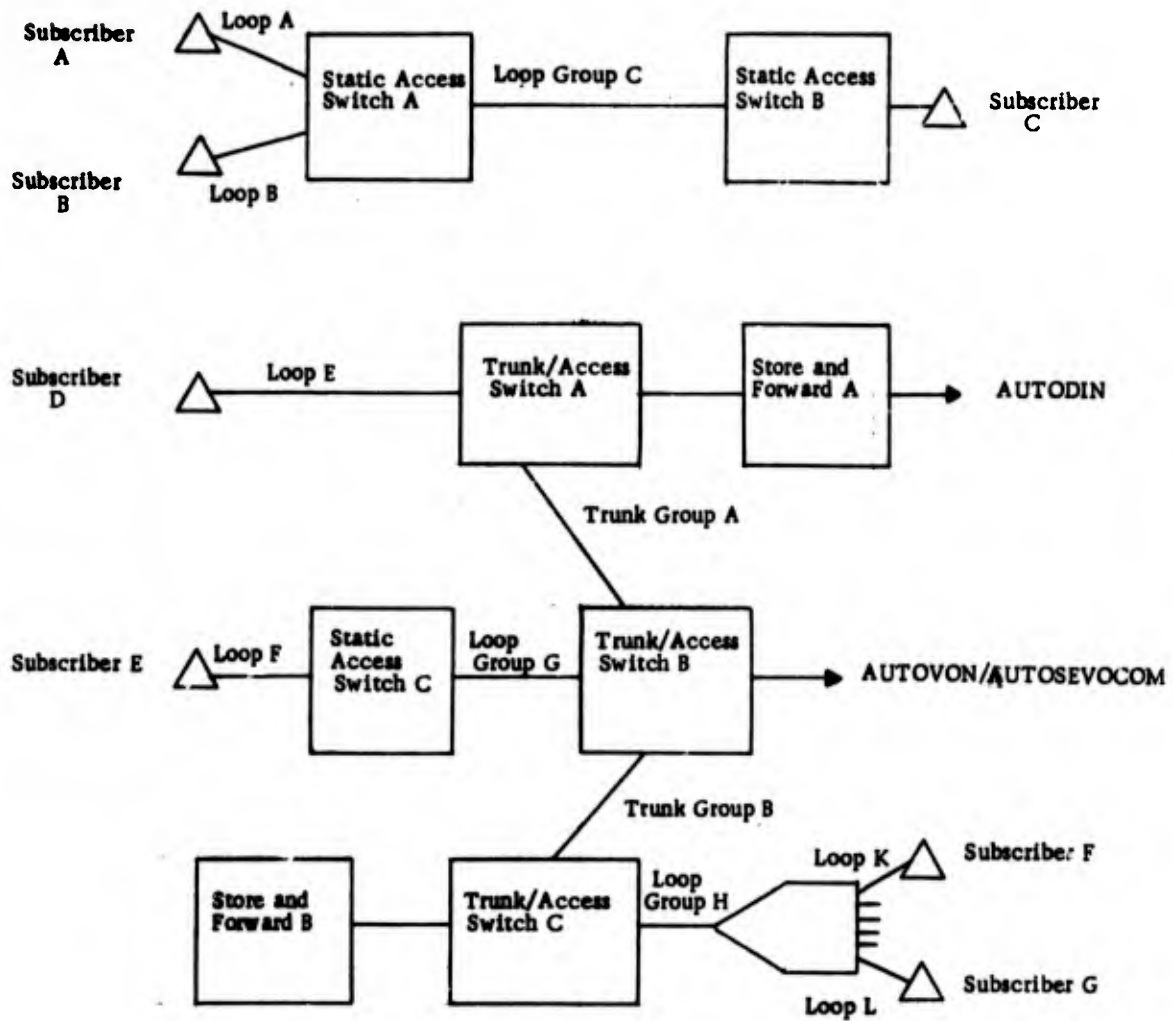 Subscriber
A
Loop A
Static Access
Switch A
Loop Group C
Static Access
Switch B
Subscriber
C
Subscriber
B
Loop B
Subscriber
D
Loop E
Trunk/Access
Switch A
Store and
Forward A
AUTODIN
Trunk Group A
Subscriber E
Loop F
Static
Access
Switch C
Loop
Group G
Trunk/Access
Switch B
AUTOVON/AUTOSEVOCOM
Trunk Group B
Store and
Forward B
Trunk/Access
Switch C
Loop
Group H
Loop K
Subscriber F
Loop L
Subscriber G